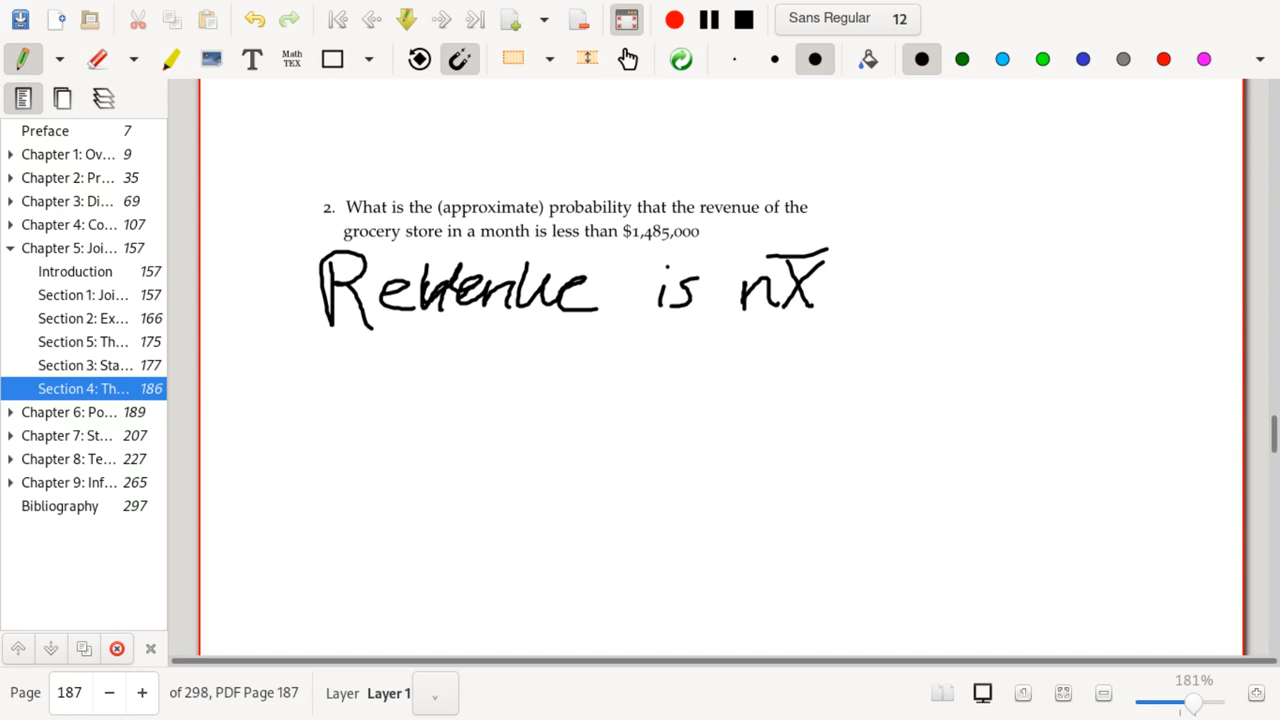 Sans Regular 12
T Math TEX
Preface 7
Chapter 1: Ov... 9
Chapter 2: Pr... 35
Chapter 3: Di... 69
Chapter 4: Co... 107
Chapter 5: Joi... 157
Introduction 157
Section 1: Joi... 157
Section 2: Ex... 166
Section 5: Th... 175
Section 3: Sta... 177
Section 4: Th... 186
Chapter 6: Po... 189
Chapter 7: St... 207
Chapter 8: Te... 227
Chapter 9: Inf... 265
Bibliography 297
2. What is the (approximate) probability that the revenue of the
grocery store in a month is less than $1,485,000
Revenue is nX̅
Page 187 of 298, PDF Page 187 Layer Layer 1
181%